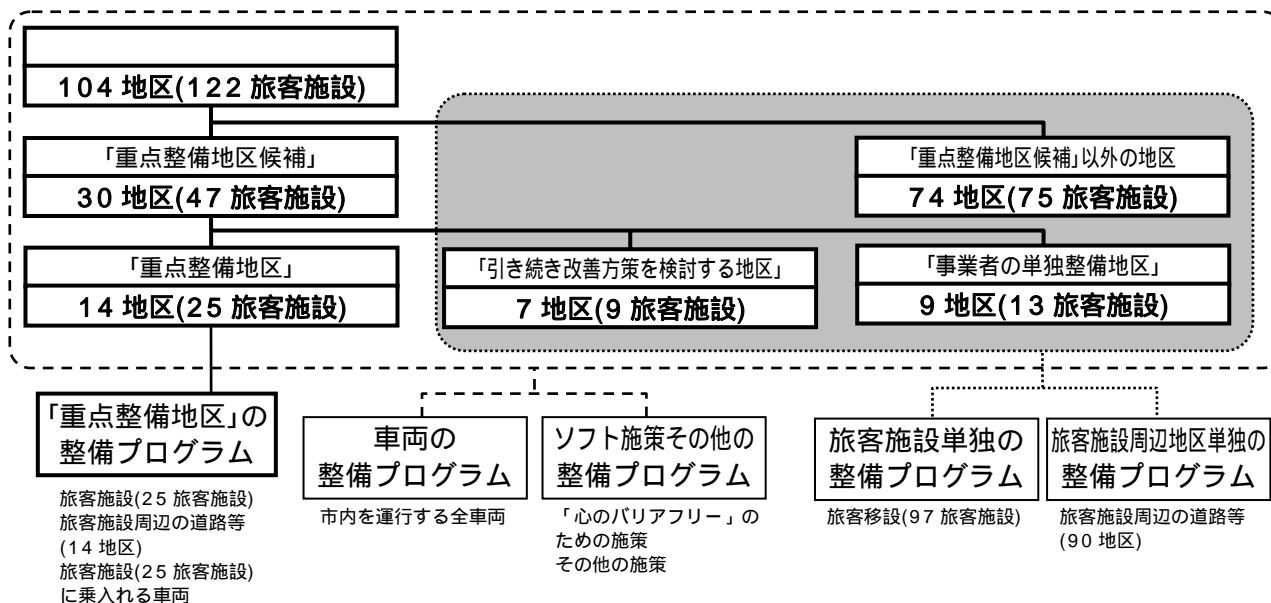 104 地区(122 旅客施設)
「重点整備地区候補」
30 地区(47 旅客施設)
「重点整備地区候補」以外の地区
74 地区(75 旅客施設)
「重点整備地区」
14 地区(25 旅客施設)
「引き続き改善方策を検討する地区」
7 地区(9 旅客施設)
「事業者の単独整備地区」
9 地区(13 旅客施設)
「重点整備地区」の
整備プログラム
旅客施設(25 旅客施設)
旅客施設周辺の道路等
(14 地区)
旅客施設(25 旅客施設)
に乗入れる車両
車両の
整備プログラム
市内を運行する全車両
ソフト施策その他の
整備プログラム
「心のバリアフリー」の
ための施策
その他の施策
旅客施設単独の
整備プログラム
旅客移設(97 旅客施設)
旅客施設周辺地区単独の
整備プログラム
旅客施設周辺の道路等
(90 地区)